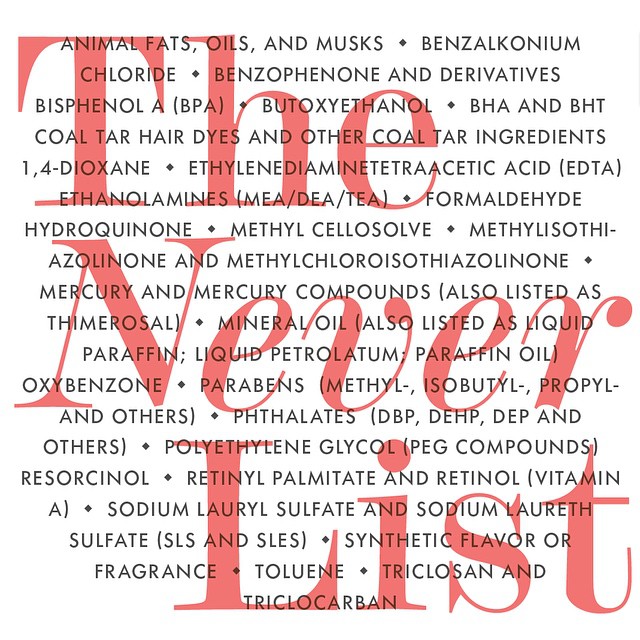 The
Never
List
ANIMAL FATS, OILS, AND MUSKS ◆ BENZALKONIUM
CHLORIDE ◆ BENZOPHENONE AND DERIVATIVES
BISPHENOL A (BPA) ◆ BUTOXYETHANOL ◆ BHA AND BHT
COAL TAR HAIR DYES AND OTHER COAL TAR INGREDIENTS
1,4-DIOXANE ◆ ETHYLENEDIAMINETETRAACETIC ACID (EDTA)
ETHANOLAMINES (MEA/DEA/TEA) ◆ FORMALDEHYDE
HYDROQUINONE ◆ METHYL CELLOSOLVE ◆ METHYLISOTHI-
AZOLINONE AND METHYLCHLOROISOTHIAZOLINONE ◆
MERCURY AND MERCURY COMPOUNDS (ALSO LISTED AS
THIMEROSAL) ◆ MINERAL OIL (ALSO LISTED AS LIQUID
PARAFFIN; LIQUID PETROLATUM; PARAFFIN OIL)
OXYBENZONE ◆ PARABENS (METHYL-, ISOBUTYL-, PROPYL-
AND OTHERS) ◆ PHTHALATES (DBP, DEHP, DEP AND
OTHERS) ◆ POLYETHYLENE GLYCOL (PEG COMPOUNDS)
RESORCINOL ◆ RETINYL PALMITATE AND RETINOL (VITAMIN
A) ◆ SODIUM LAURYL SULFATE AND SODIUM LAURETH
SULFATE (SLS AND SLES) ◆ SYNTHETIC FLAVOR OR
FRAGRANCE ◆ TOLUENE ◆ TRICLOSAN AND
TRICLOCARBAN